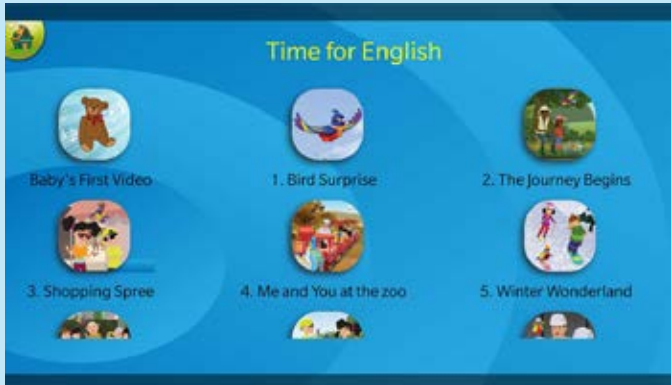 Time for English
Baby's First Video
1. Bird Surprise
2. The Journey Begins
3. Shopping Spree
4. Me and You at the zoo
5. Winter Wonderland